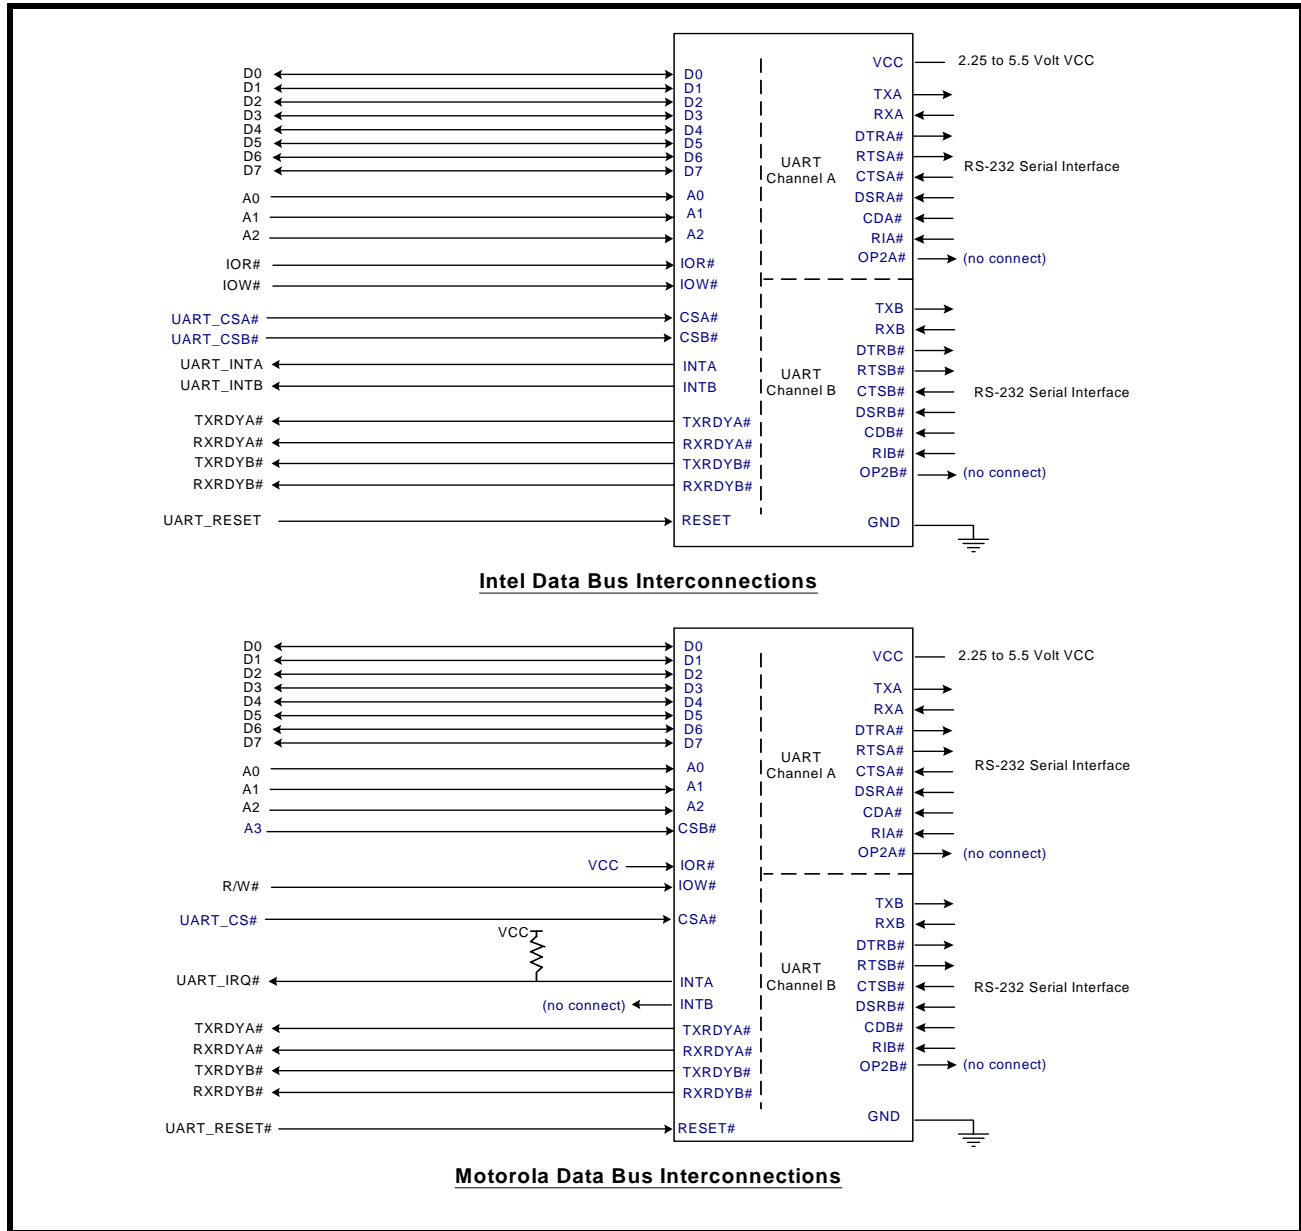 D0 D0
D1 D1
D2 D2
D3 D3
D4 D4
D5 D5
D6 D6
D7 D7
A0 A0
A1 A1
A2 A2
IOR# IOR#
IOW# IOW#
UART_CSA# CSA#
UART_CSB# CSB#
UART_INTA INTA
UART_INTB INTB
TXRDYA# TXRDYA#
RXRDYA# RXRDYA#
TXRDYB# TXRDYB#
RXRDYB# RXRDYB#
UART_RESET RESET
UART
Channel A
UART
Channel B
VCC 2.25 to 5.5 Volt VCC
TXA
RXA
DTRA#
RTSA#
RS-232 Serial Interface
CTSA#
DSRA#
CDA#
RIA#
OP2A# (no connect)
TXB
RXB
DTRB#
RTSB#
CTSB# RS-232 Serial Interface
DSRB#
CDB#
RIB#
OP2B# (no connect)
GND
Intel Data Bus Interconnections
D0 D0
D1 D1
D2 D2
D3 D3
D4 D4
D5 D5
D6 D6
D7 D7
A0 A0
A1 A1
A2 A2
A3 CSB#
VCC IOR#
R/W# IOW#
UART_CS# CSA#
VCC
UART_IRQ# INTA
(no connect) INTB
TXRDYA# TXRDYA#
RXRDYA# RXRDYA#
TXRDYB# TXRDYB#
RXRDYB# RXRDYB#
UART_RESET# RESET#
UART
Channel A
UART
Channel B
VCC 2.25 to 5.5 Volt VCC
TXA
RXA
DTRA#
RTSA#
RS-232 Serial Interface
CTSA#
DSRA#
CDA#
RIA#
OP2A# (no connect)
TXB
RXB
DTRB#
RTSB#
CTSB# RS-232 Serial Interface
DSRB#
CDB#
RIB#
OP2B# (no connect)
GND
Motorola Data Bus Interconnections